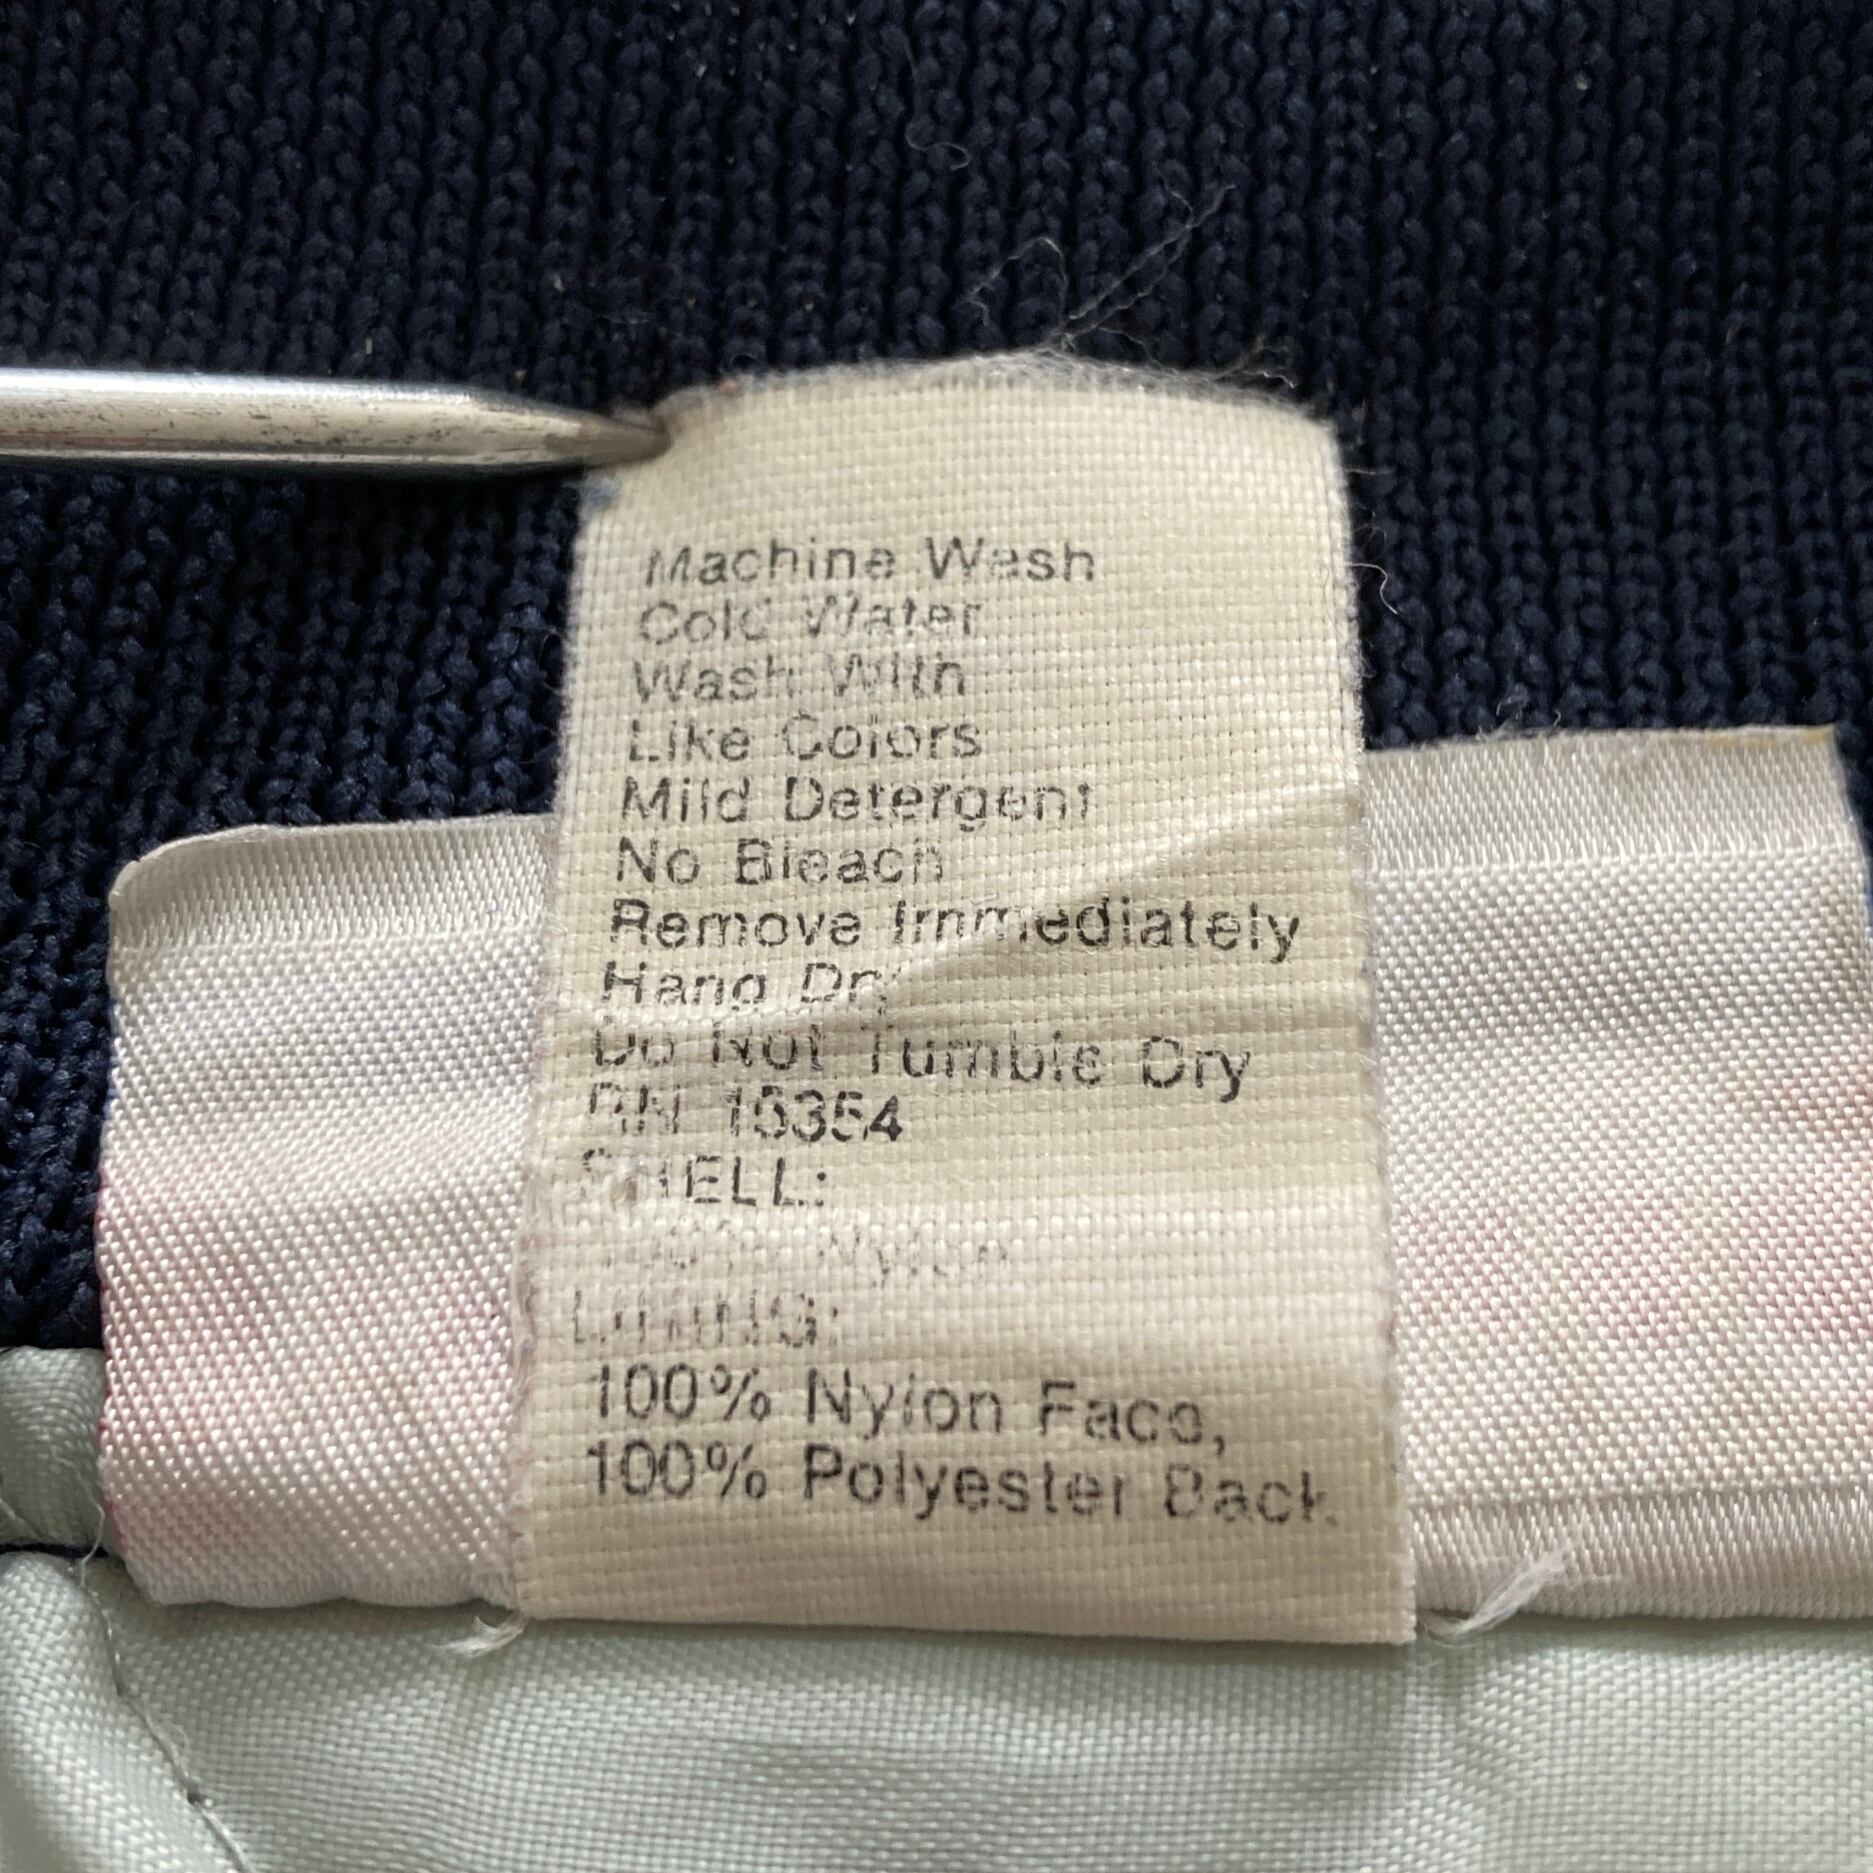 Machine Wash
Cold Water
Wash With
Like Colors
Mild Detergent
No Bleach
Remove Immediately
Hang Dry
Do Not Tumble Dry
RN 15354
SHELL:
Nylon
LINING:
100% Nylon Face,
100% Polyester Back.